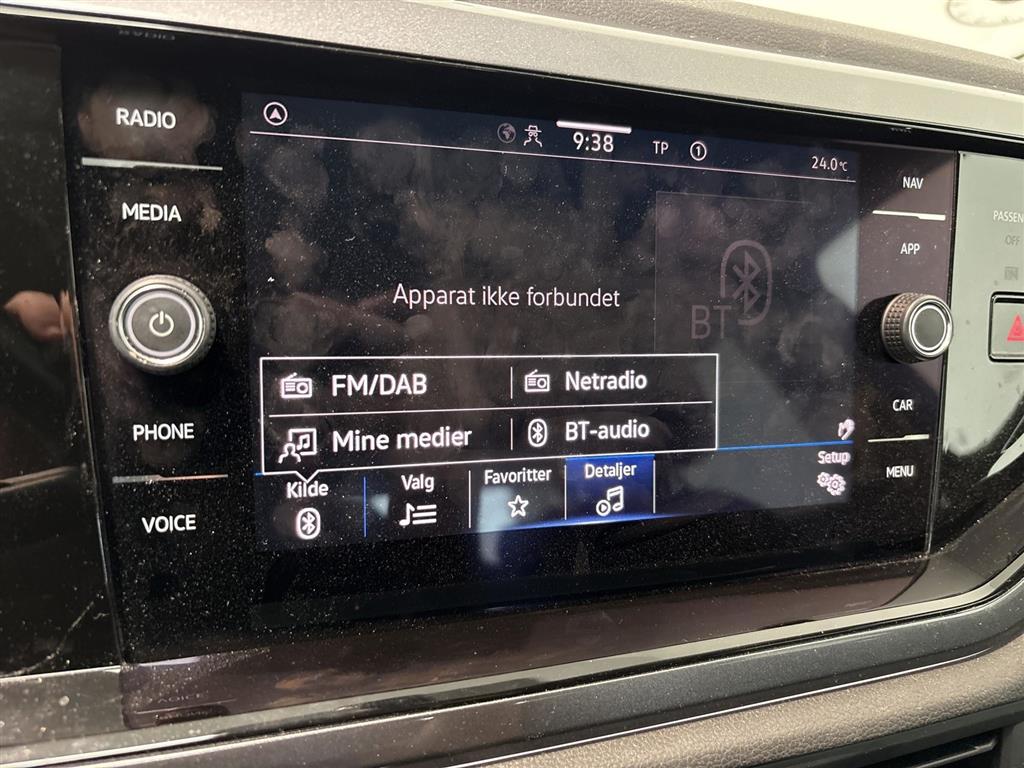 RADIO
MEDIA
PHONE
VOICE
9:38
TP
1
24.0°C
Apparat ikke forbundet
BT
FM/DAB
Netradio
Mine medier
BT-audio
Kilde
Valg
Favoritter
Detaljer
Setup
NAV
APP
CAR
MENU
PASSEN
OFF